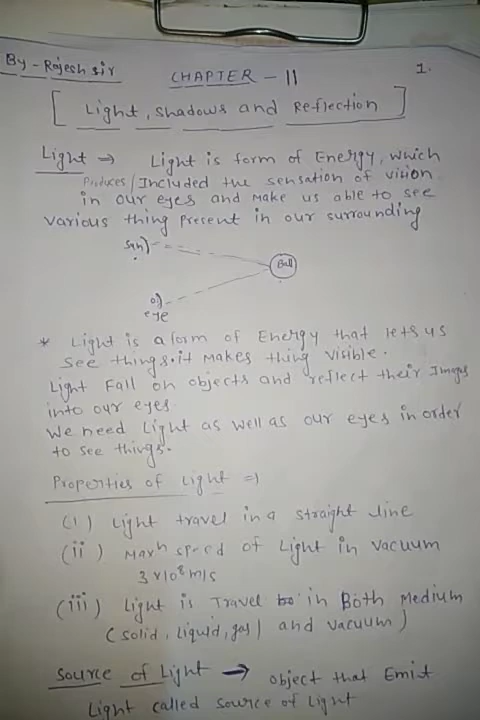 By - Rajesh sir
CHAPTER - 11
1.
[ Light, Shadows and Reflection ]
Light ⇒ Light is form of Energy, which
Produces/Included the sensation of vision
in our eyes and make us able to see
various thing present in our surrounding
Sun
Ball
eye
* Light is a form of Energy that lets us
see things. it makes thing visible.
Light Fall on objects and reflect their Images
into our eyes.
We need Light as well as our eyes in order
to see things.
Properties of Light ⇒
(i) Light travel in a straight line
(ii) speed of Light in vacuum
3 x 10⁸ m/s
(iii) Light is Travel in Both Medium
(solid, liquid, gas) and vacuum)
Source of Light → object that Emit
Light called source of Light